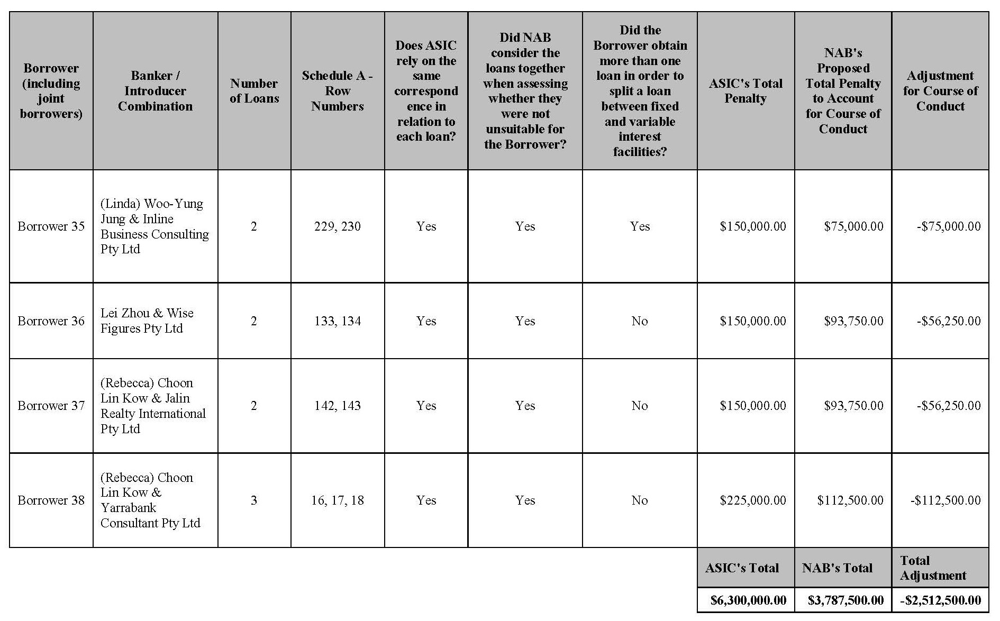 Borrower
(including
joint
borrowers)
Banker /
Introducer
Combination
Number
of Loans
Schedule A -
Row
Numbers
Does ASIC
rely on the
same
correspond
ence in
relation to
each loan?
Did NAB
consider the
loans together
when assessing
whether they
were not
unsuitable for
the Borrower?
Did the
Borrower obtain
more than one
loan in order to
split a loan
between fixed
and variable
interest
facilities?
ASIC's Total
Penalty
NAB's
Proposed
Total Penalty
to Account
for Course of
Conduct
Adjustment
for Course of
Conduct
Borrower 35
(Linda) Woo-Yung
Jung & Inline
Business Consulting
Pty Ltd
2
229, 230
Yes
Yes
Yes
$150,000.00
$75,000.00
-$75,000.00
Borrower 36
Lei Zhou & Wise
Figures Pty Ltd
2
133, 134
Yes
Yes
No
$150,000.00
$93,750.00
-$56,250.00
Borrower 37
(Rebecca) Choon
Lin Kow & Jalin
Realty International
Pty Ltd
2
142, 143
Yes
Yes
No
$150,000.00
$93,750.00
-$56,250.00
Borrower 38
(Rebecca) Choon
Lin Kow &
Yarrabank
Consultant Pty Ltd
3
16, 17, 18
Yes
Yes
No
$225,000.00
$112,500.00
-$112,500.00
ASIC's Total
NAB's Total
Total
Adjustment
$6,300,000.00
$3,787,500.00
-$2,512,500.00